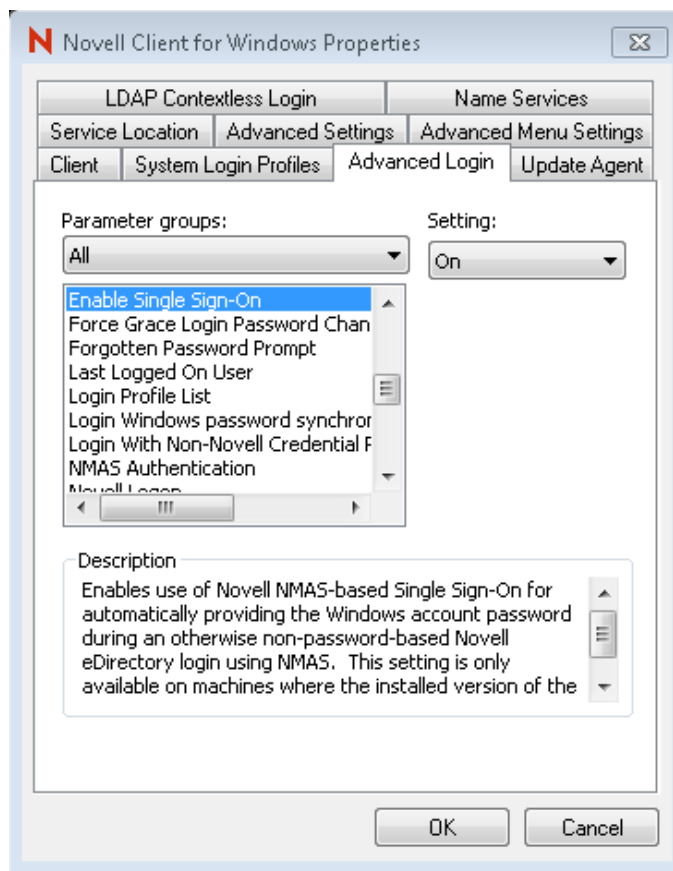 Novell Client for Windows Properties
LDAP Contextless Login
Name Services
Service Location
Advanced Settings
Advanced Menu Settings
Client
System Login Profiles
Advanced Login
Update Agent
Parameter groups:
Setting:
All
On
Enable Single Sign-On
Force Grace Login Password Chan
Forgotten Password Prompt
Last Logged On User
Login Profile List
Login Windows password synchror
Login With Non-Novell Credential F
NMAS Authentication
Novell Logon
Description
Enables use of Novell NMAS-based Single Sign-On for
automatically providing the Windows account password
during an otherwise non-password-based Novell
eDirectory login using NMAS.  This setting is only
available on machines where the installed version of the
OK
Cancel